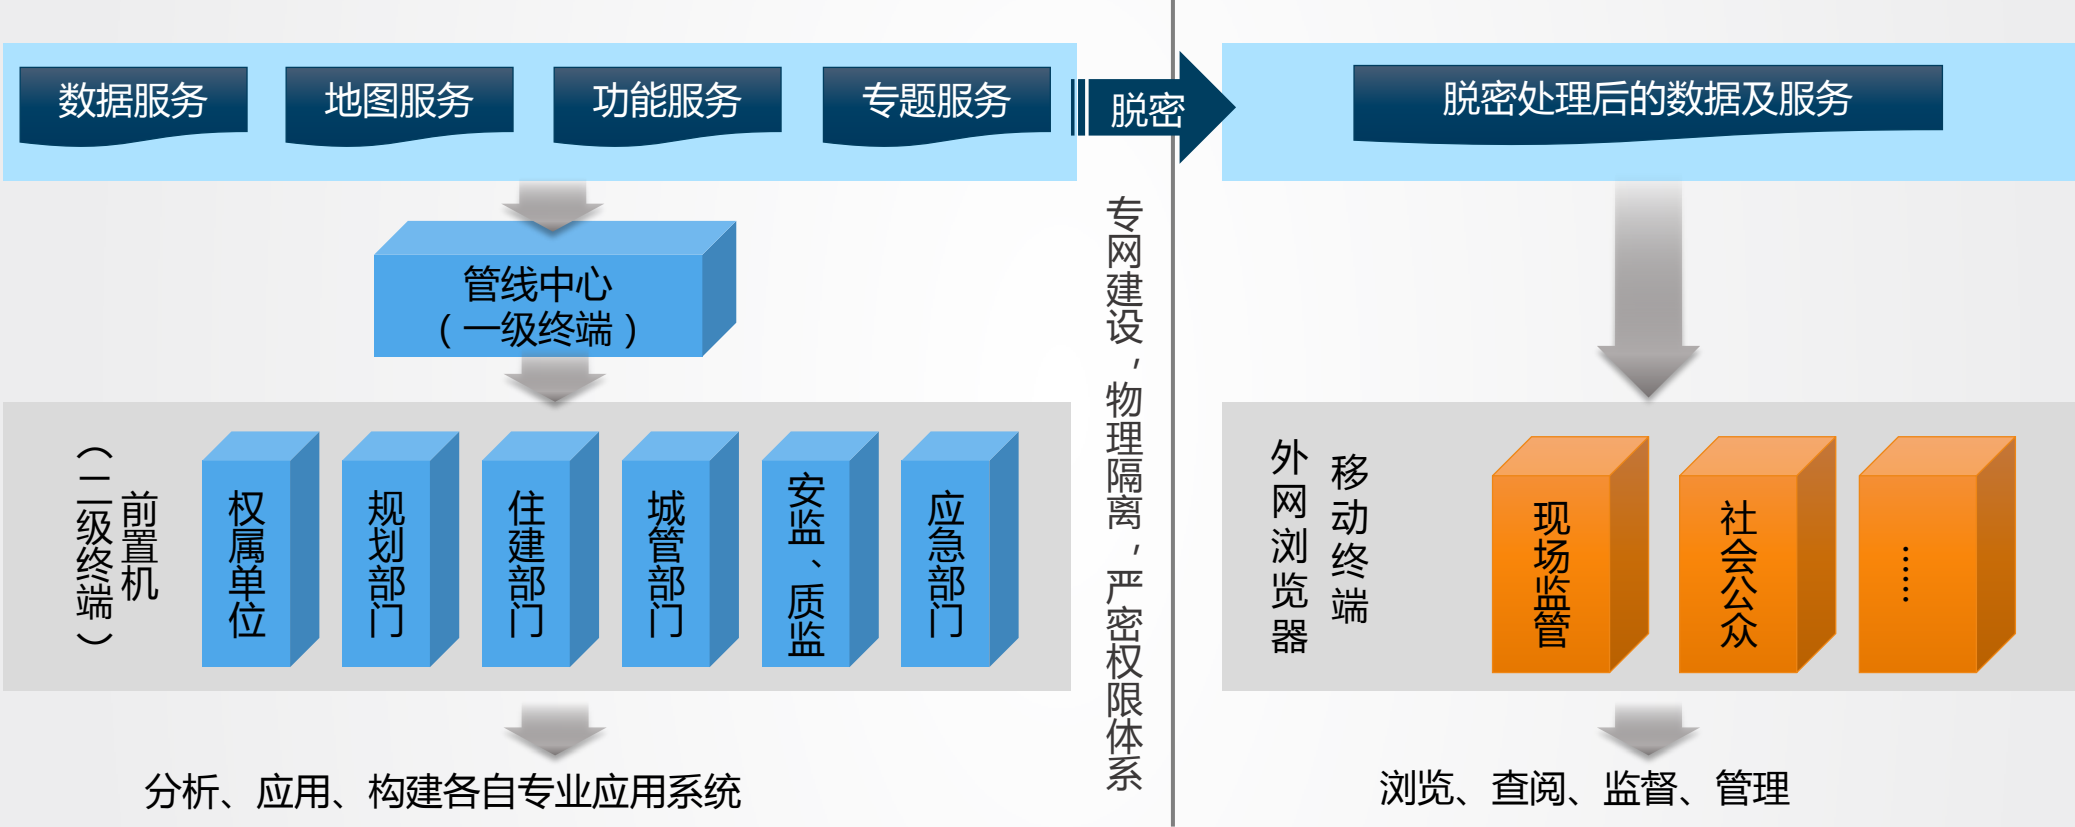 数据服务
地图服务
功能服务
专题服务
脱密
脱密处理后的数据及服务
管线中心
（一级终端）
专网建设，物理隔离，严密权限体系
前置机
（二级终端）
权属单位
规划部门
住建部门
城管部门
安监、质监
应急部门
外网浏览器
移动终端
现场监管
社会公众
……
分析、应用、构建各自专业应用系统
浏览、查阅、监督、管理